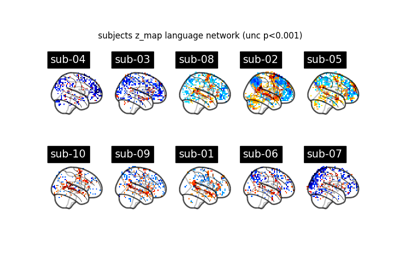 subjects z_map language network (unc p<0.001)
sub-04 sub-03 sub-08 sub-02 sub-05
sub-10 sub-09 sub-01 sub-06 sub-07